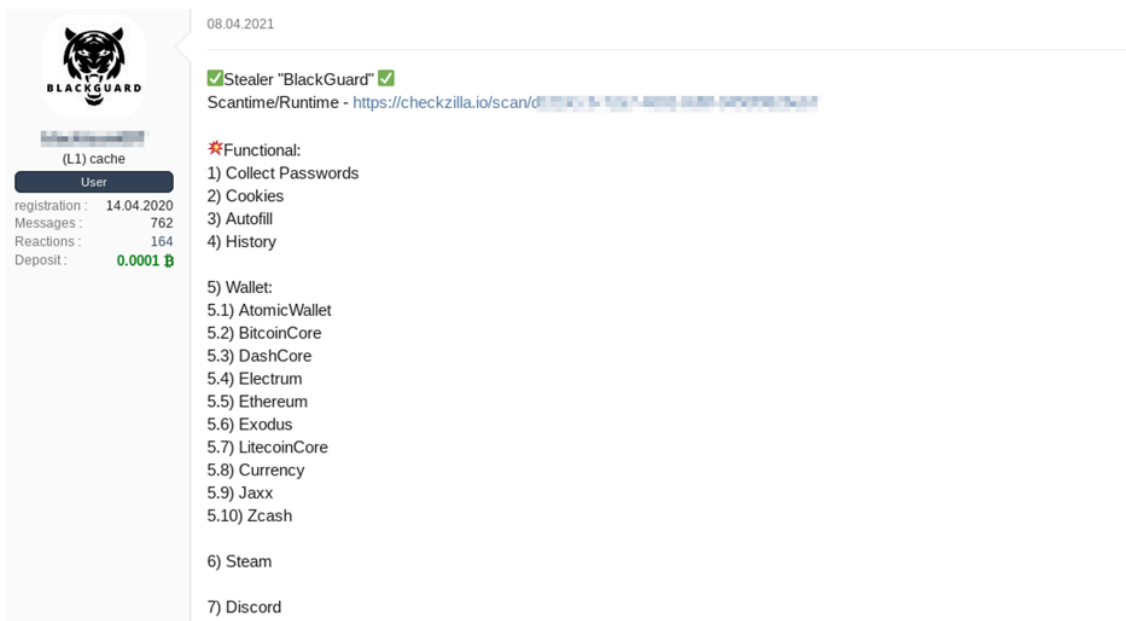 BLACKGUARD
(L1) cache
User
registration : 14.04.2020
Messages : 762
Reactions : 164
Deposit : 0.0001 ₿
08.04.2021
✅Stealer "BlackGuard" ✅
Scantime/Runtime - https://checkzilla.io/scan/d
💥Functional:
1) Collect Passwords
2) Cookies
3) Autofill
4) History
5) Wallet:
5.1) AtomicWallet
5.2) BitcoinCore
5.3) DashCore
5.4) Electrum
5.5) Ethereum
5.6) Exodus
5.7) LitecoinCore
5.8) Currency
5.9) Jaxx
5.10) Zcash
6) Steam
7) Discord